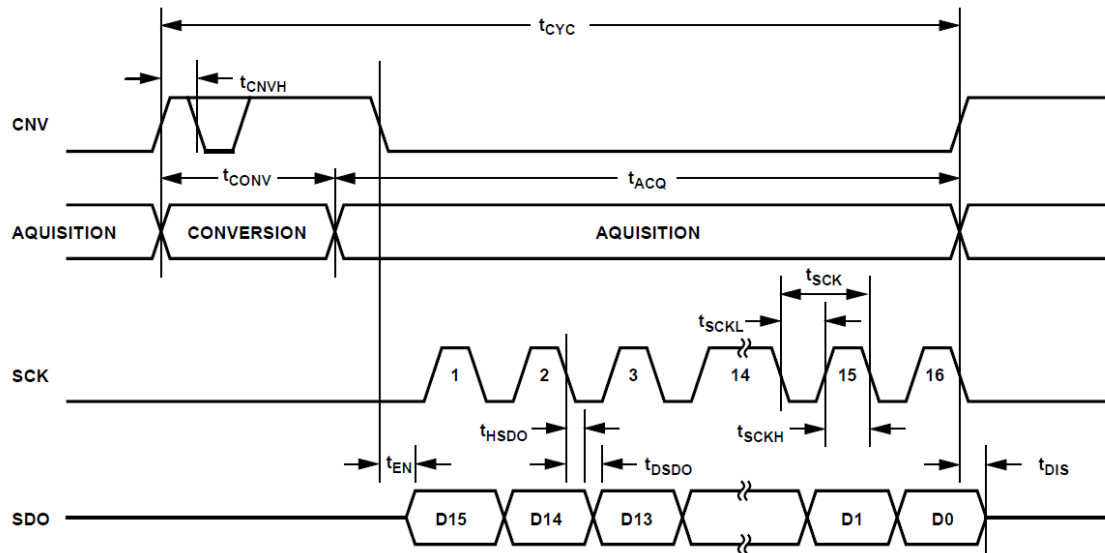 tCYC
tCNVH
CNV
tCONV
tACQ
AQUISITION
CONVERSION
AQUISITION
tSCK
tSCKL
SCK
1
2
3
14
15
16
tHSDO
tSCKH
tEN
tDSDO
tDIS
SDO
D15
D14
D13
D1
D0